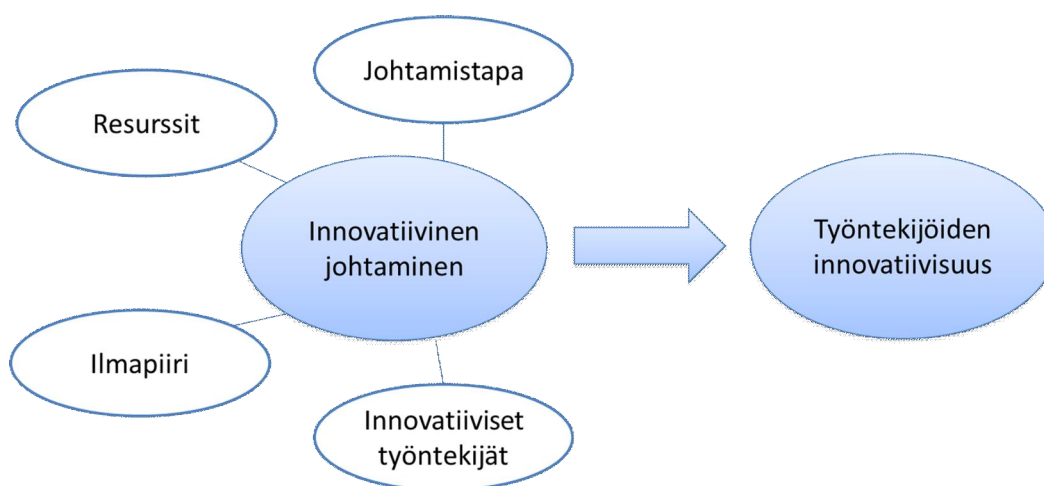 Johtamistapa
Resurssit
Innovatiivinen
johtaminen
Työntekijöiden
innovatiivisuus
Ilmapiiri
Innovatiiviset
työntekijät